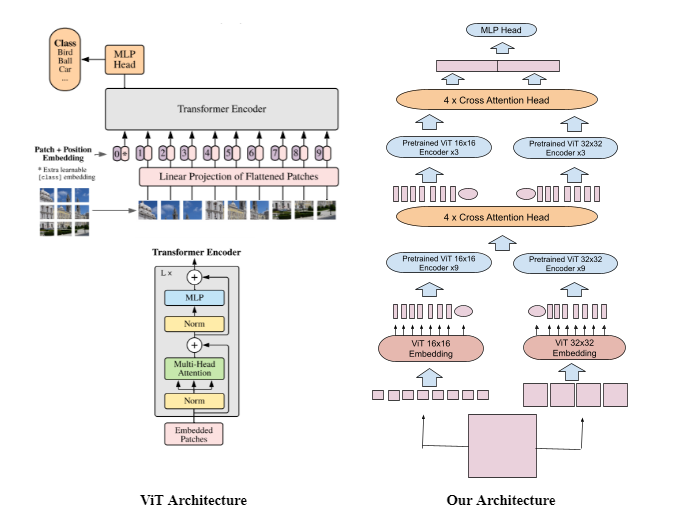 Class
Bird
Ball
Car
...
MLP
Head
Transformer Encoder
Patch + Position
Embedding
* Extra learnable
[class] embedding
0 * 1 2 3 4 5 6 7 8 9
Linear Projection of Flattened Patches
Transformer Encoder
L x
+
MLP
Norm
+
Multi-Head
Attention
Norm
Embedded
Patches
ViT Architecture
MLP Head
4 x Cross Attention Head
Pretrained ViT 16x16
Encoder x3
Pretrained ViT 32x32
Encoder x3
4 x Cross Attention Head
Pretrained ViT 16x16
Encoder x9
Pretrained ViT 32x32
Encoder x9
ViT 16x16
Embedding
ViT 32x32
Embedding
Our Architecture